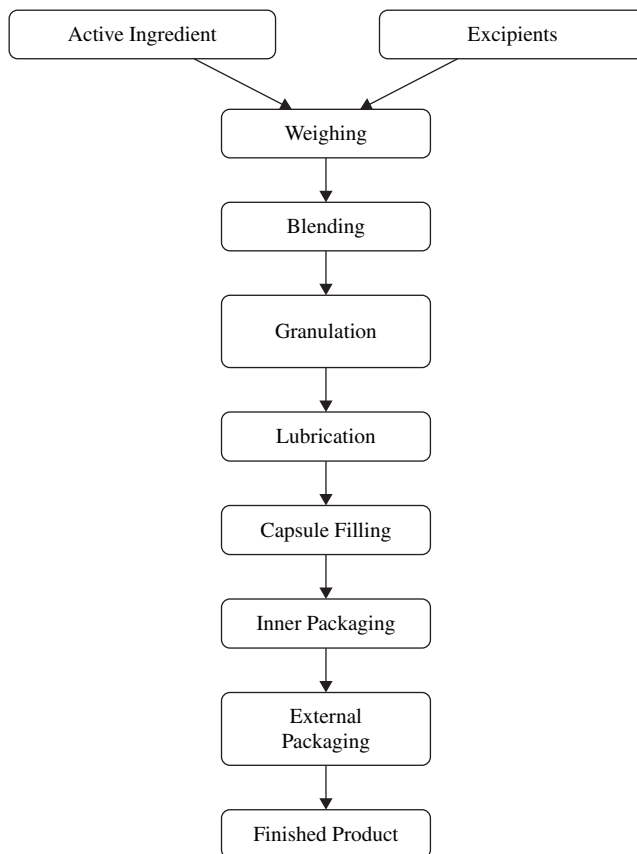 Active Ingredient
Excipients
Weighing
Blending
Granulation
Lubrication
Capsule Filling
Inner Packaging
External
Packaging
Finished Product